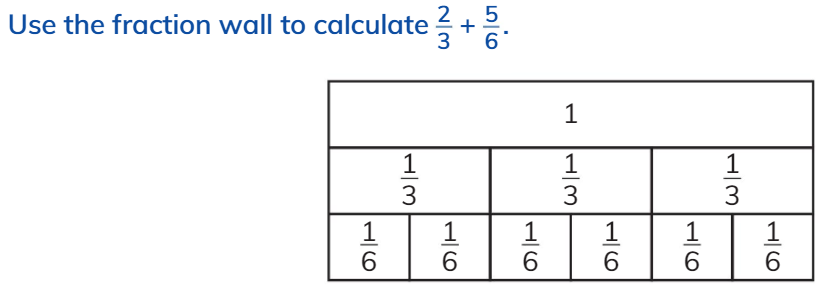 Use the fraction wall to calculate 2/3 + 5/6.
1
1/3 1/3 1/3
1/6 1/6 1/6 1/6 1/6 1/6